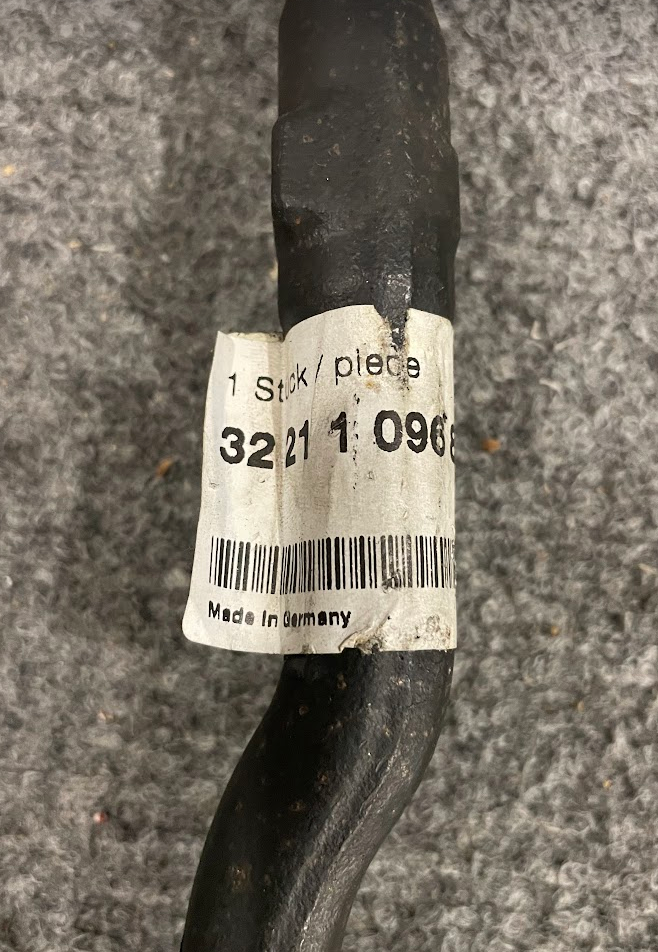 1 Stück / piece
32 21 1 096
Made in Germany